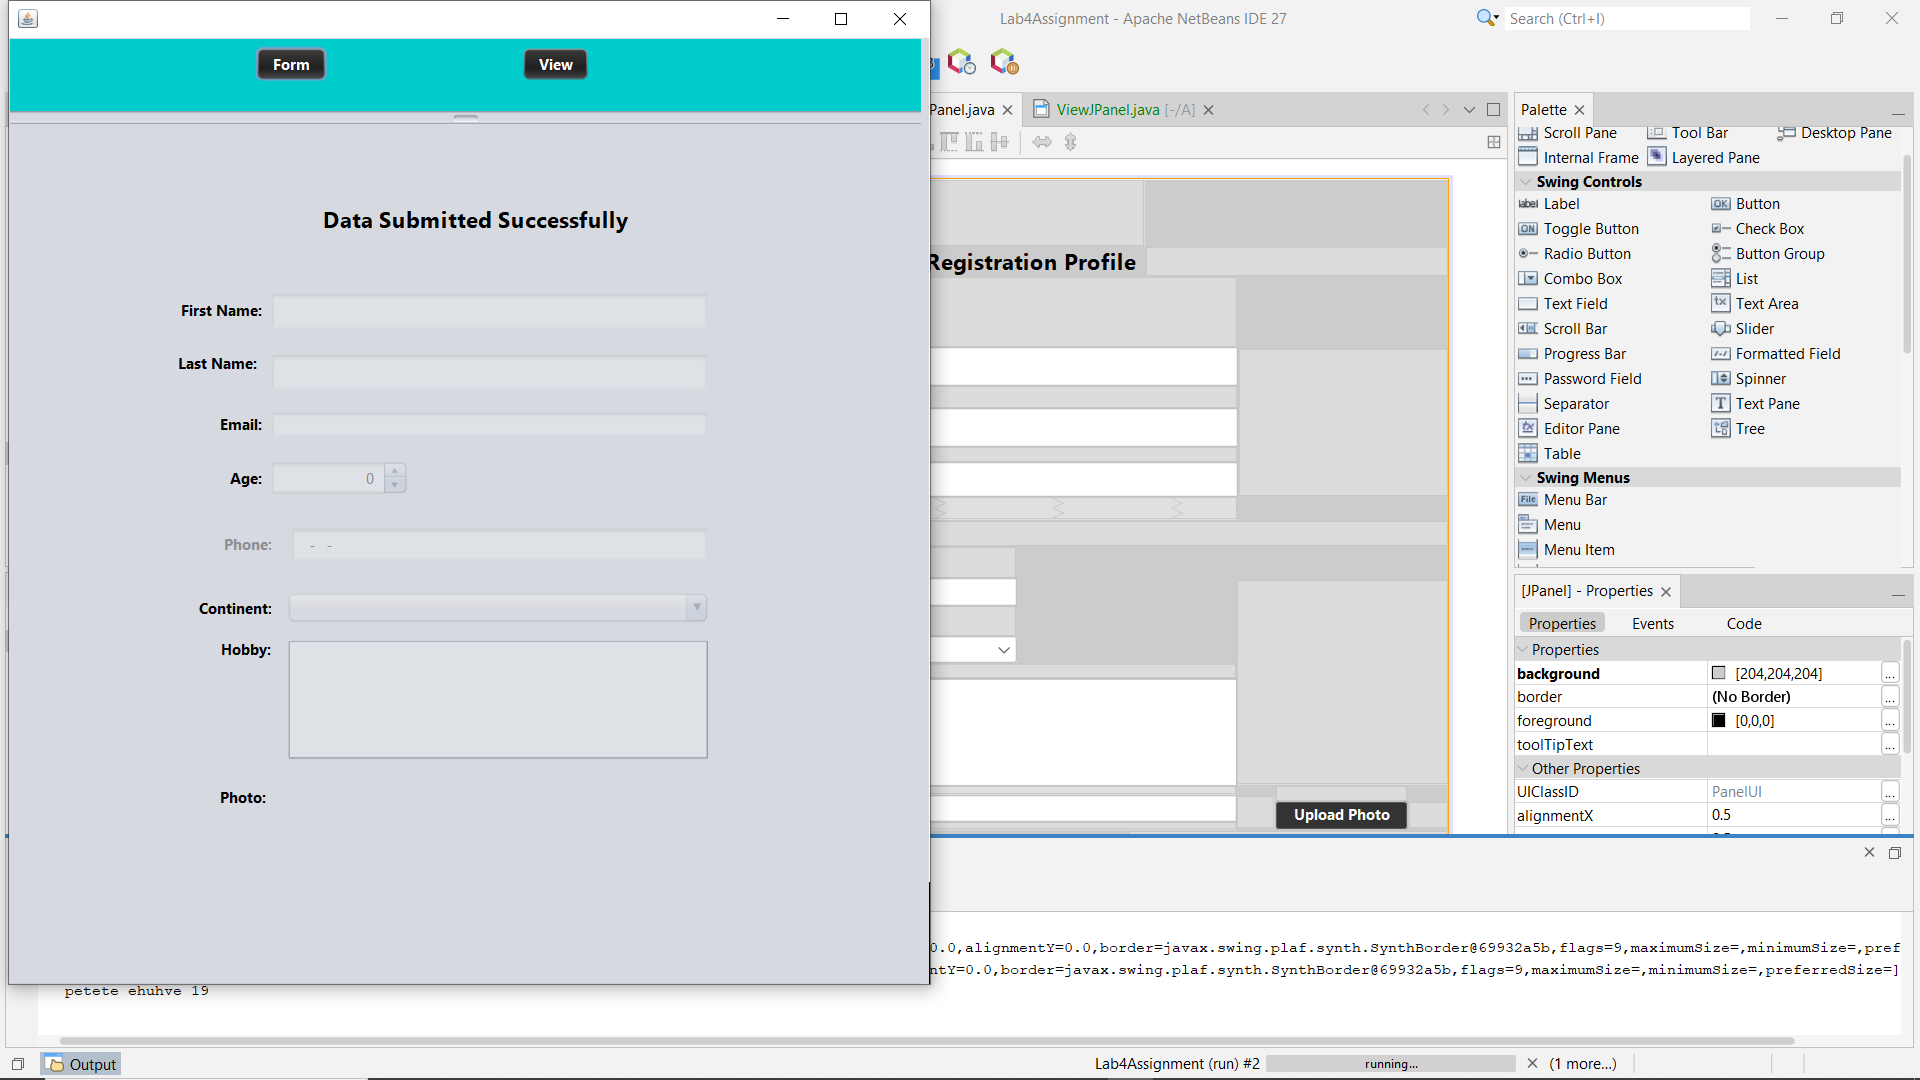 Lab4Assignment - Apache NetBeans IDE 27
Search (Ctrl+I)
Form
View
Panel.java
ViewJPanel.java [-/A]
Palette
Scroll Pane
Tool Bar
Desktop Pane
Internal Frame
Layered Pane
Swing Controls
Label
Button
Toggle Button
Check Box
Radio Button
Button Group
Combo Box
List
Text Field
Text Area
Scroll Bar
Slider
Progress Bar
Formatted Field
Password Field
Spinner
Separator
Text Pane
Editor Pane
Tree
Table
Swing Menus
Menu Bar
Menu
Menu Item
Data Submitted Successfully
First Name:
Last Name:
Email:
Age:
0
Phone:
- -
Continent:
Hobby:
Photo:
Registration Profile
Upload Photo
[JPanel] - Properties
Properties
Events
Code
Properties
background
[204,204,204]
...
border
(No Border)
...
foreground
[0,0,0]
...
toolTipText
...
Other Properties
UIClassID
PanelUI
...
alignmentX
0.5
...
0.0,alignmentY=0.0,border=javax.swing.plaf.synth.SynthBorder@69932a5b,flags=9,maximumSize=,minimumSize=,pref
ntY=0.0,border=javax.swing.plaf.synth.SynthBorder@69932a5b,flags=9,maximumSize=,minimumSize=,preferredSize=]
petete ehuhve 19
Output
Lab4Assignment (run) #2
running...
(1 more...)